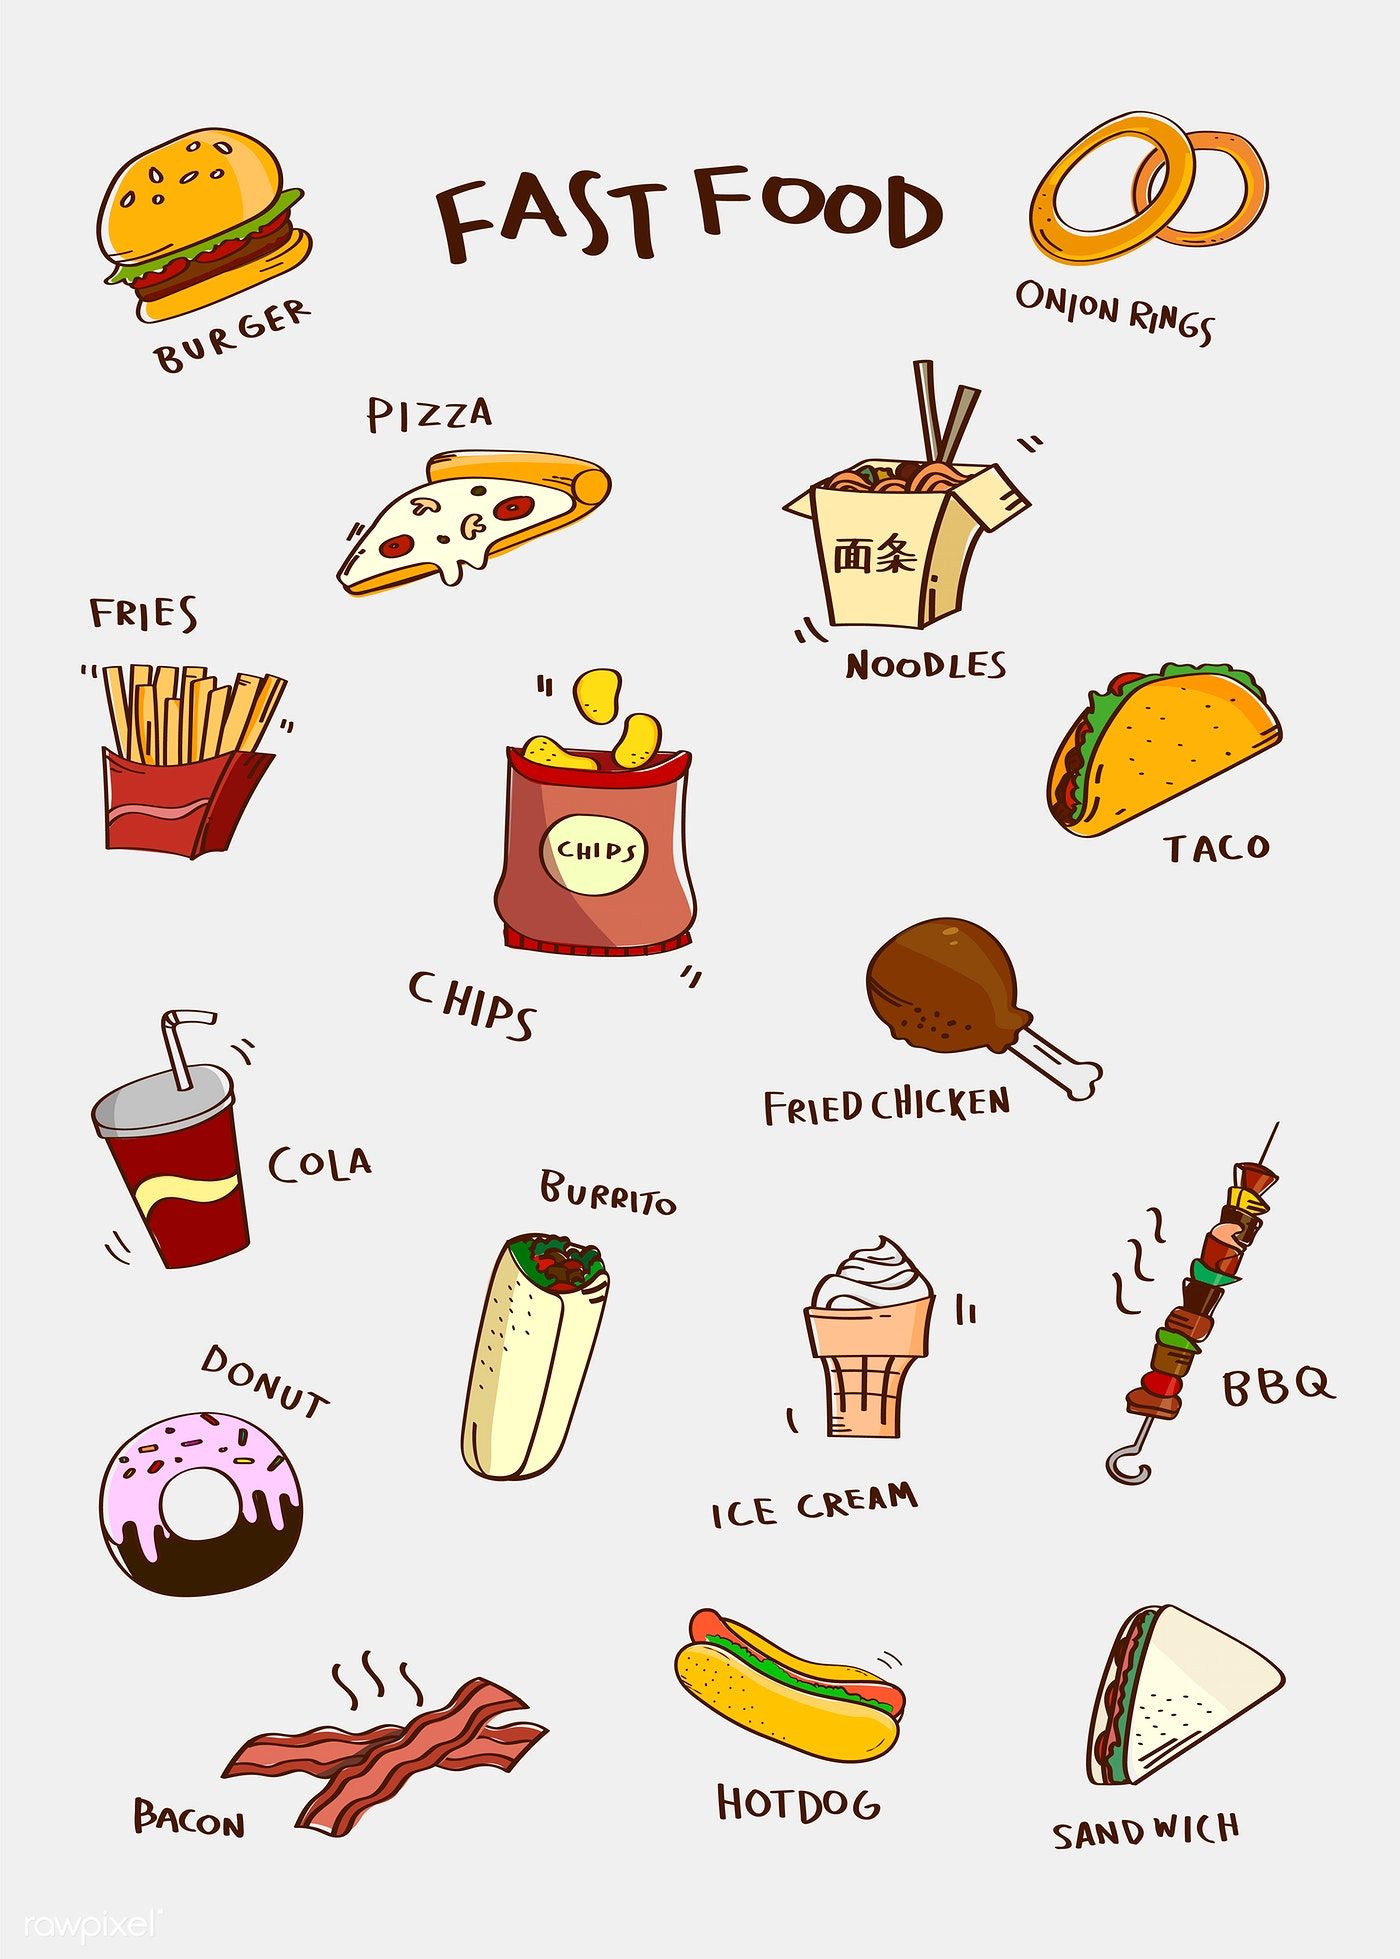 FAST FOOD
BURGER
ONION RINGS
PIZZA
面条
NOODLES
FRIES
CHIPS
CHIPS
TACO
FRIED CHICKEN
COLA
BURRITO
DONUT
ICE CREAM
BBQ
BACON
HOTDOG
SANDWICH
rawpixel